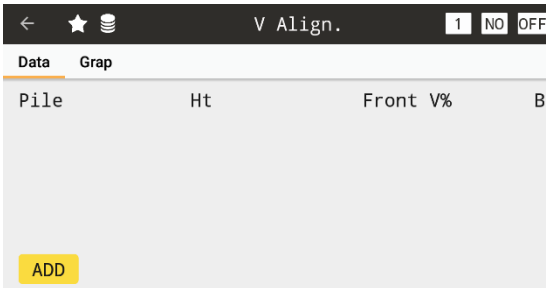 V Align. 1 NO OFF
Data Grap
Pile Ht Front V% B
ADD